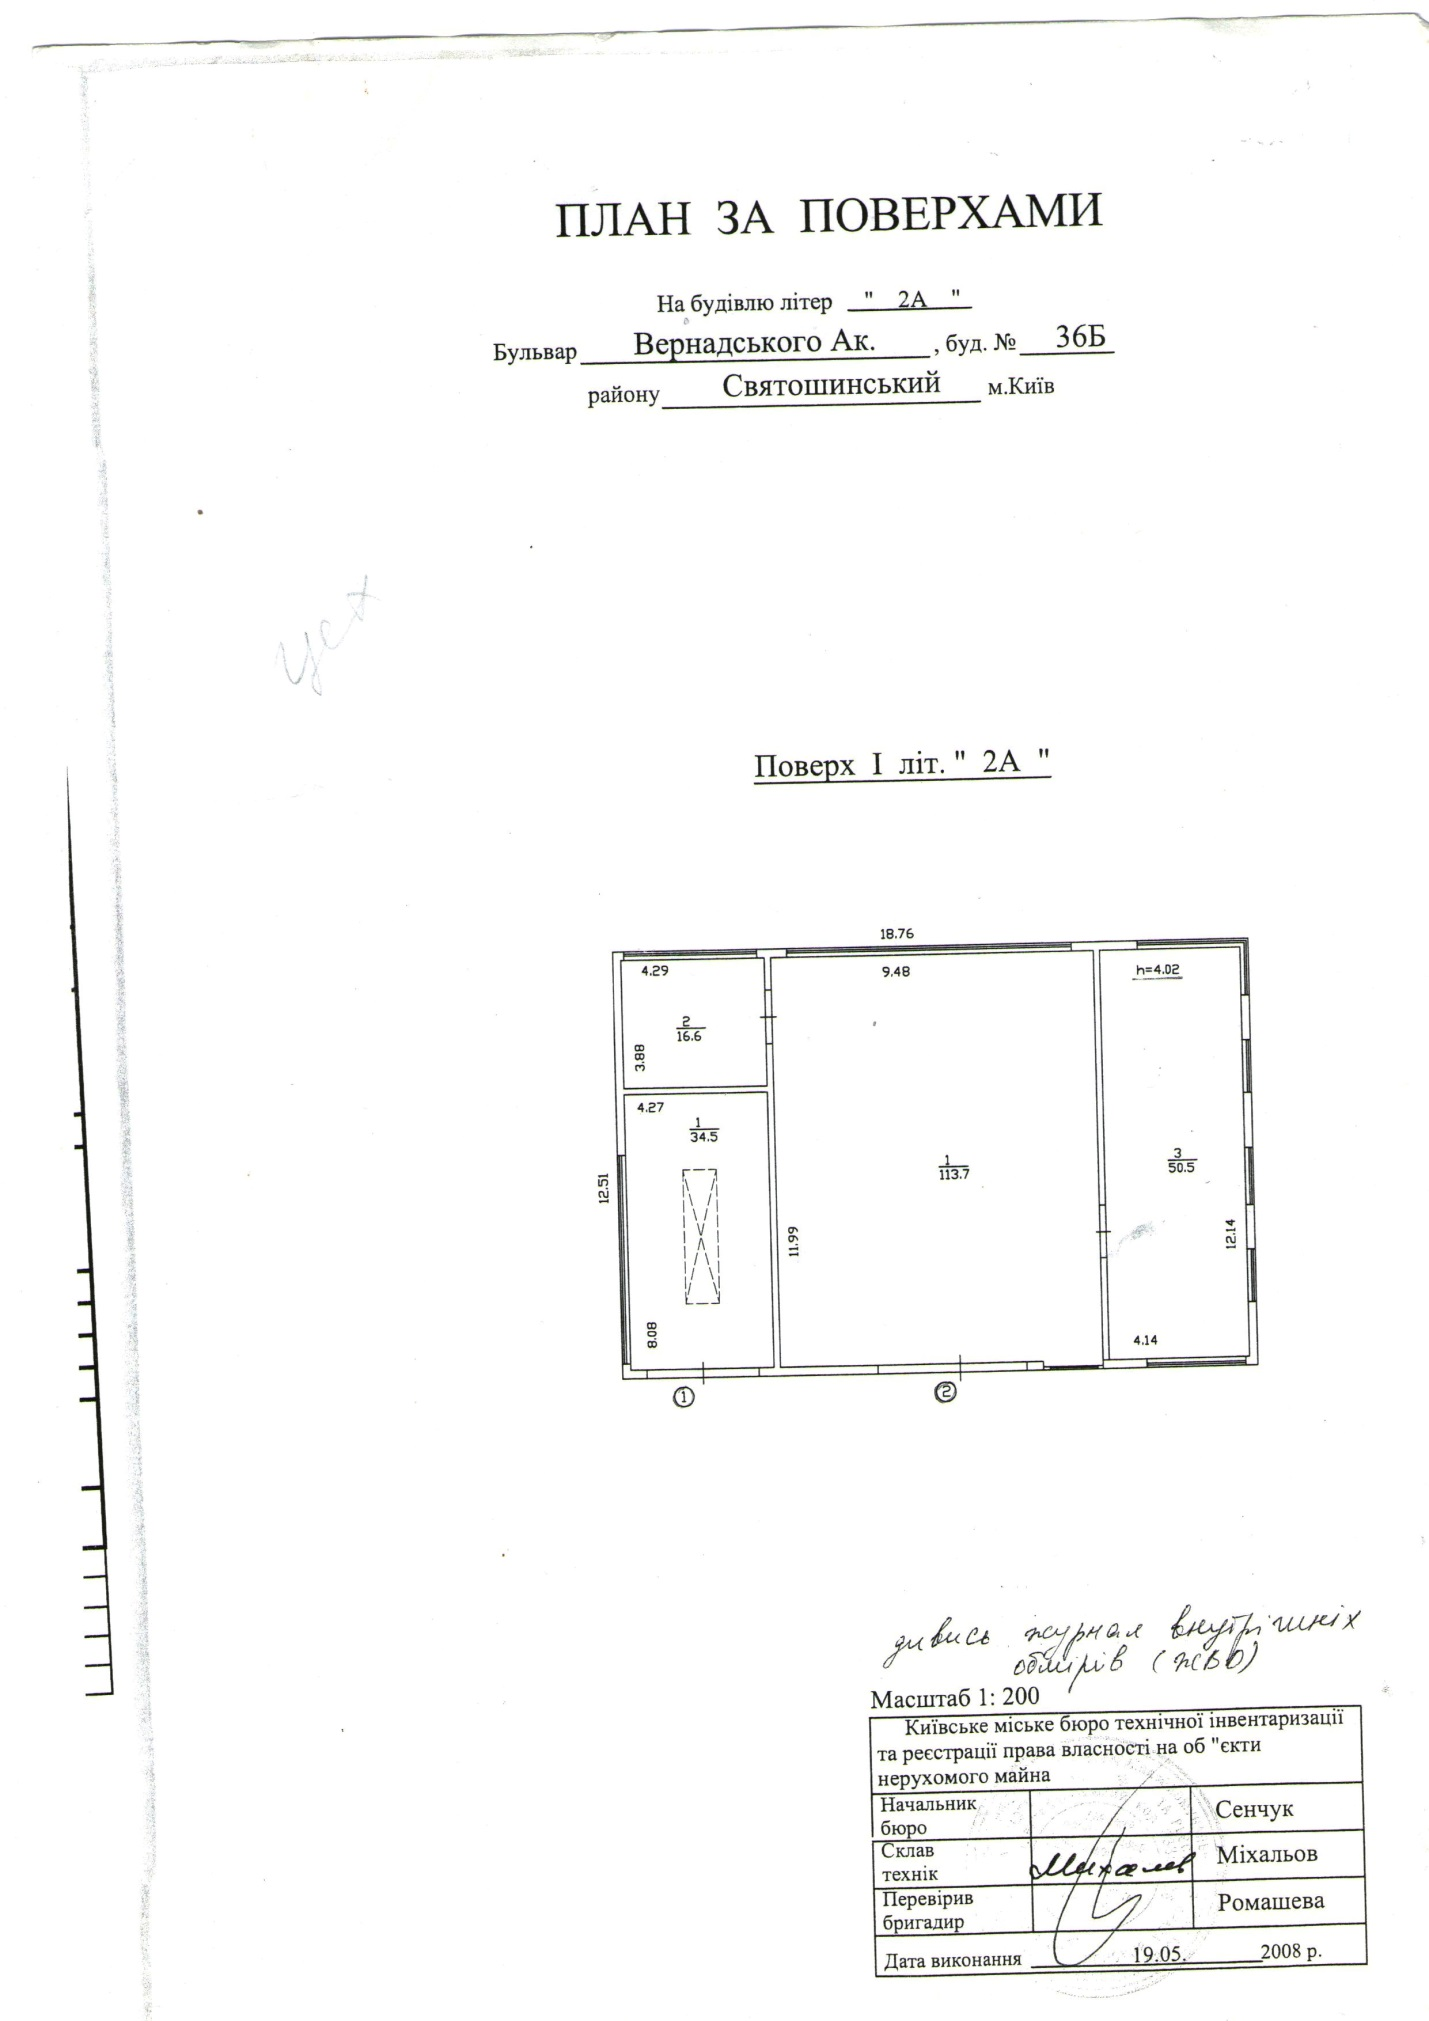 ПЛАН ЗА ПОВЕРХАМИ
На будівлю літер " 2А "
Бульвар Вернадського Ак. , буд. № 36Б
району Святошинський м.Київ
Поверх І літ. " 2А "
18.76
4.29
9.48
h=4.02
2
16.6
3.88
4.27
1
34.5
12.51
1
113.7
3
50.5
11.99
12.14
8.08
4.14
1
2
дивись журнал внутрішніх
обмірів (ЖВО)
Масштаб 1: 200
Київське міське бюро технічної інвентаризації
та реєстрації права власності на об "єкти
нерухомого майна
Начальник
бюро
Сенчук
Склав
технік
Михалев
Міхальов
Перевірив
бригадир
Ромашева
Дата виконання 19.05. 2008 р.